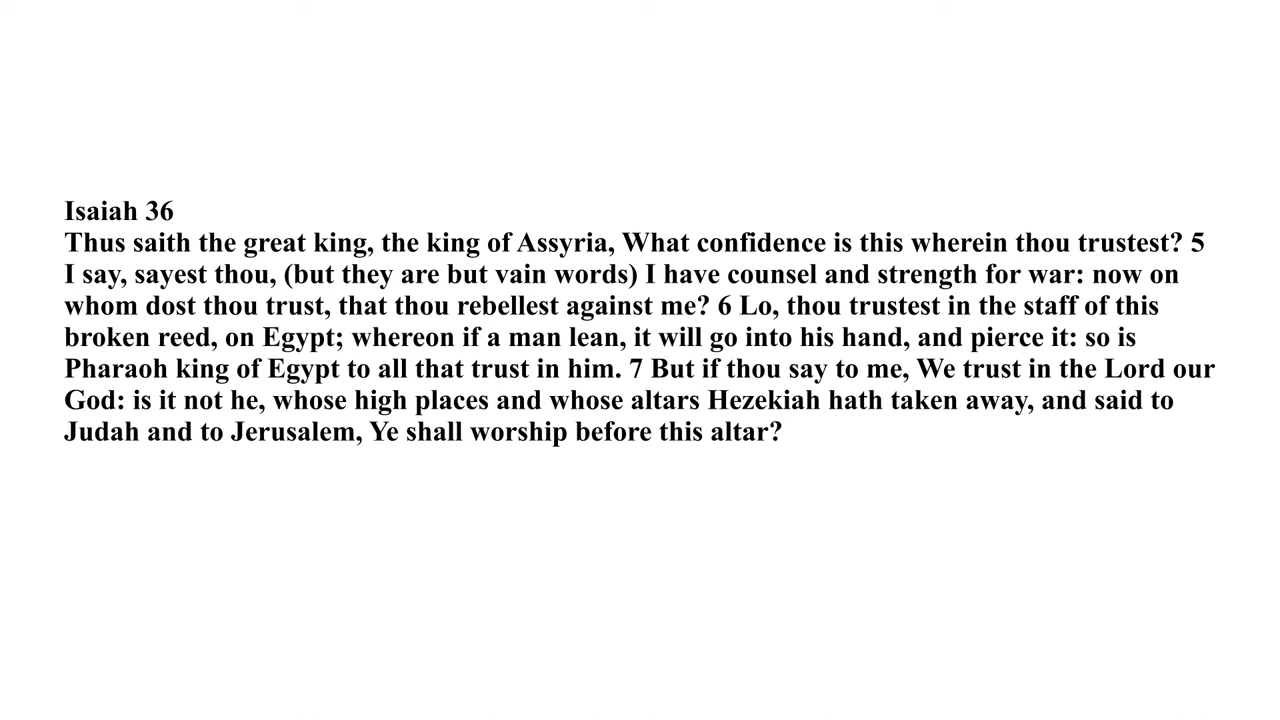 Isaiah 36
Thus saith the great king, the king of Assyria, What confidence is this wherein thou trustest? 5
I say, sayest thou, (but they are but vain words) I have counsel and strength for war: now on
whom dost thou trust, that thou rebellest against me? 6 Lo, thou trustest in the staff of this
broken reed, on Egypt; whereon if a man lean, it will go into his hand, and pierce it: so is
Pharaoh king of Egypt to all that trust in him. 7 But if thou say to me, We trust in the Lord our
God: is it not he, whose high places and whose altars Hezekiah hath taken away, and said to
Judah and to Jerusalem, Ye shall worship before this altar?